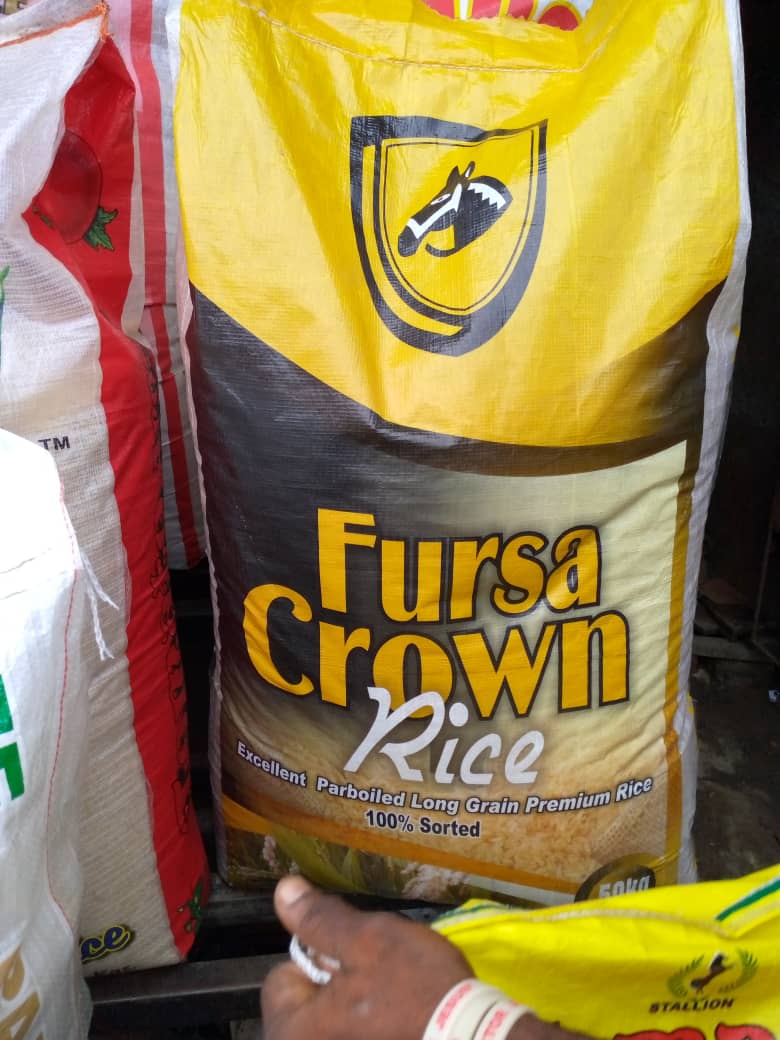 TM
Fursa
Crown
Rice
Excellent Parboiled Long Grain Premium Rice
100% Sorted
50kg
STALLION